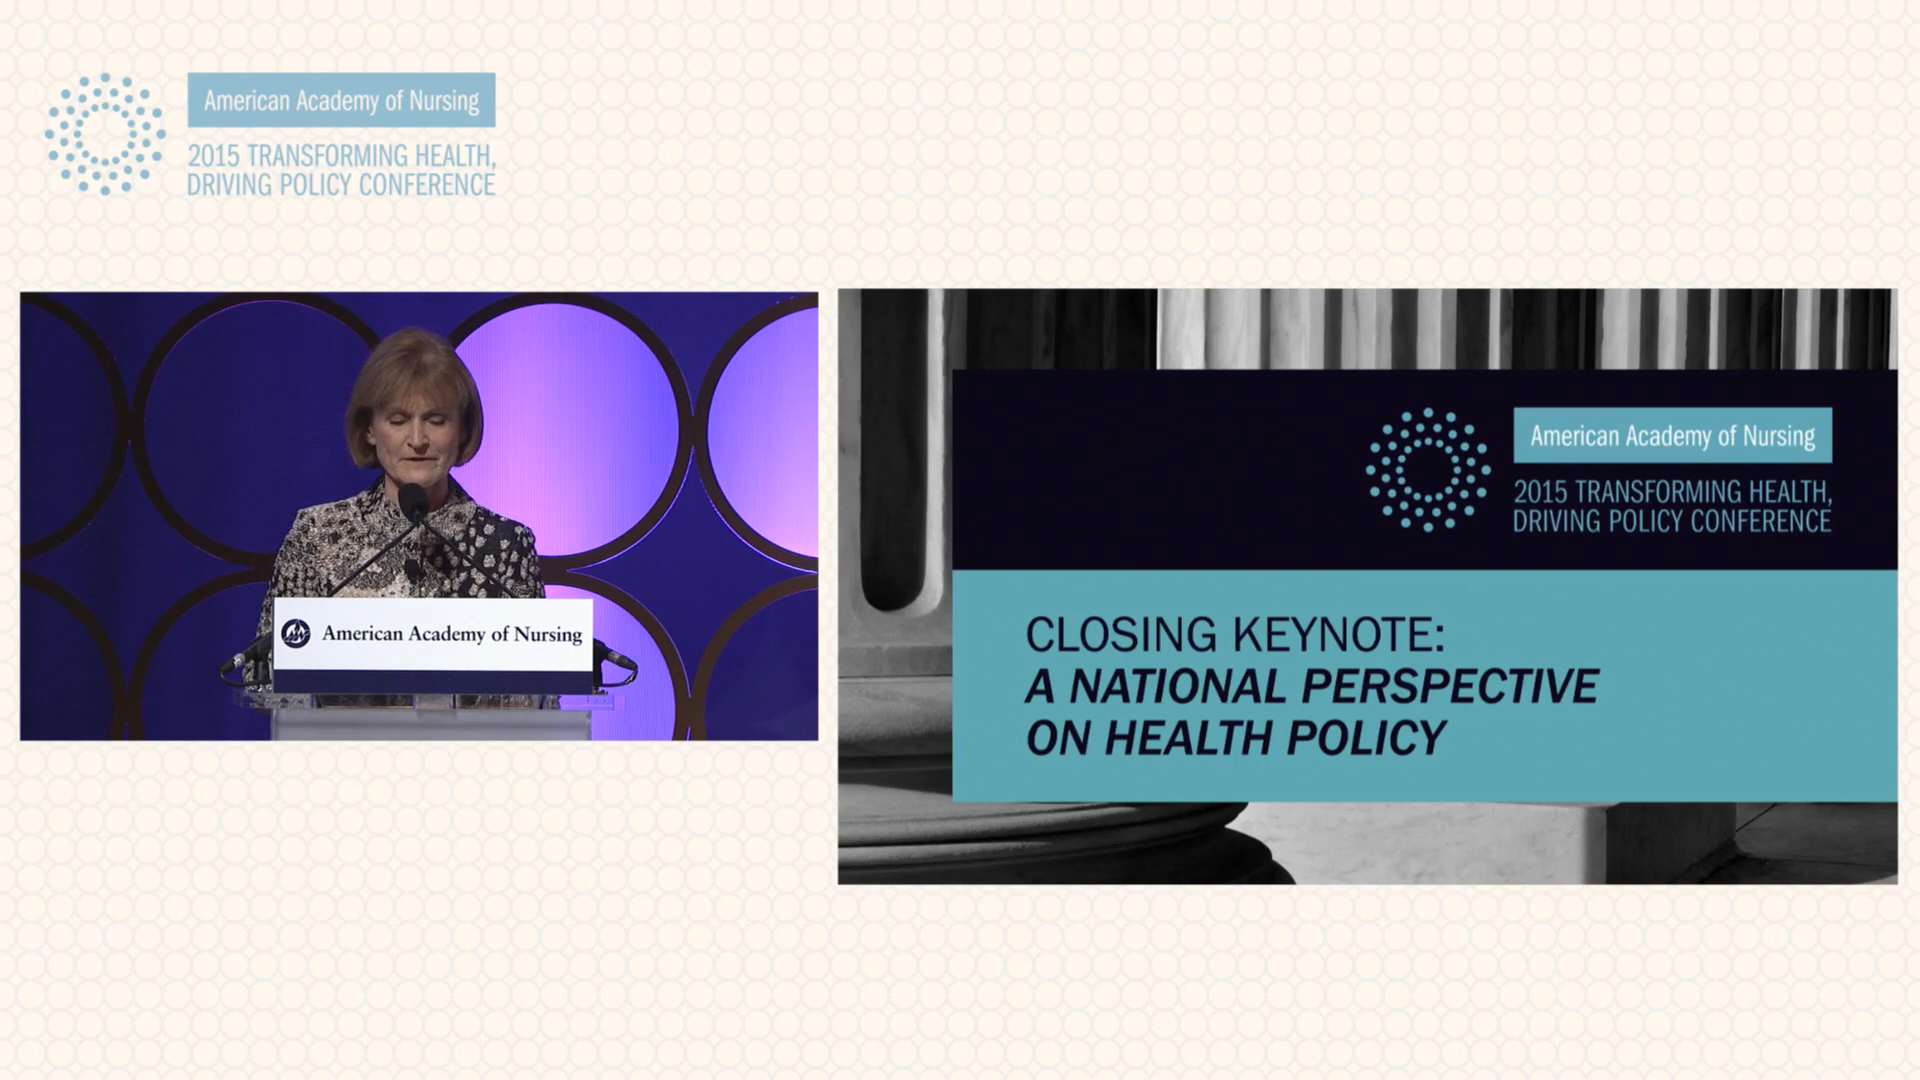 American Academy of Nursing
2015 TRANSFORMING HEALTH,
DRIVING POLICY CONFERENCE
American Academy of Nursing
American Academy of Nursing
2015 TRANSFORMING HEALTH,
DRIVING POLICY CONFERENCE
CLOSING KEYNOTE:
A NATIONAL PERSPECTIVE
ON HEALTH POLICY